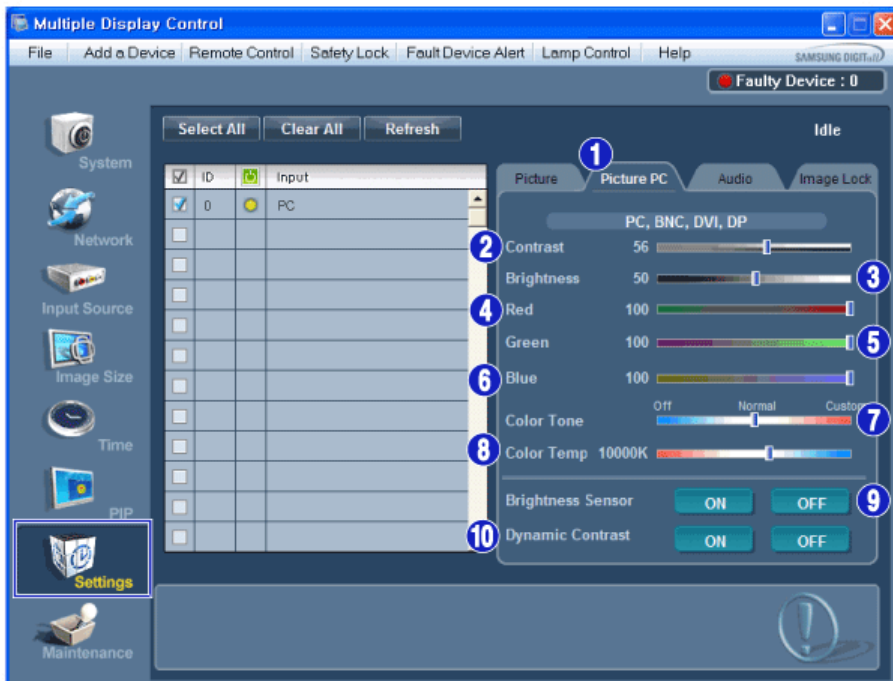 Multiple Display Control
File Add a Device Remote Control Safety Lock Fault Device Alert Lamp Control Help SAMSUNG DIGITall
Faulty Device : 0
Select All Clear All Refresh Idle
System
Network
Input Source
Image Size
Time
PIP
Settings
Maintenance
ID Input
0 PC
1
Picture Picture PC Audio Image Lock
PC, BNC, DVI, DP
2 Contrast 56
Brightness 50 3
4 Red 100
Green 100 5
6 Blue 100
Off Normal Custom
Color Tone 7
8 Color Temp 10000K
Brightness Sensor ON OFF 9
10 Dynamic Contrast ON OFF